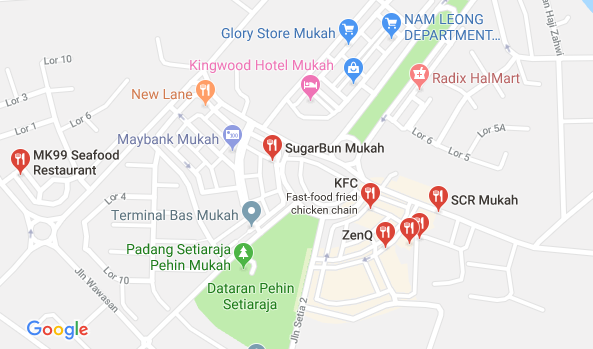 Glory Store Mukah
NAM LEONG
DEPARTMENT...
an Haji Zahwi
Kingwood Hotel Mukah
Radix HalMart
Lor 10
Lor 1
New Lane
Lor 6
Maybank Mukah
Lor 5A
Lor 6
Lor 5
SugarBun Mukah
MK99 Seafood
Restaurant
KFC
Fast-food fried
chicken chain
SCR Mukah
Lor 4
Terminal Bas Mukah
ZenQ
Padang Setiaraja
Pehin Mukah
Lor 10
Dataran Pehin
Setiaraja
Jln Wawasan
Jln Setia 2
Google